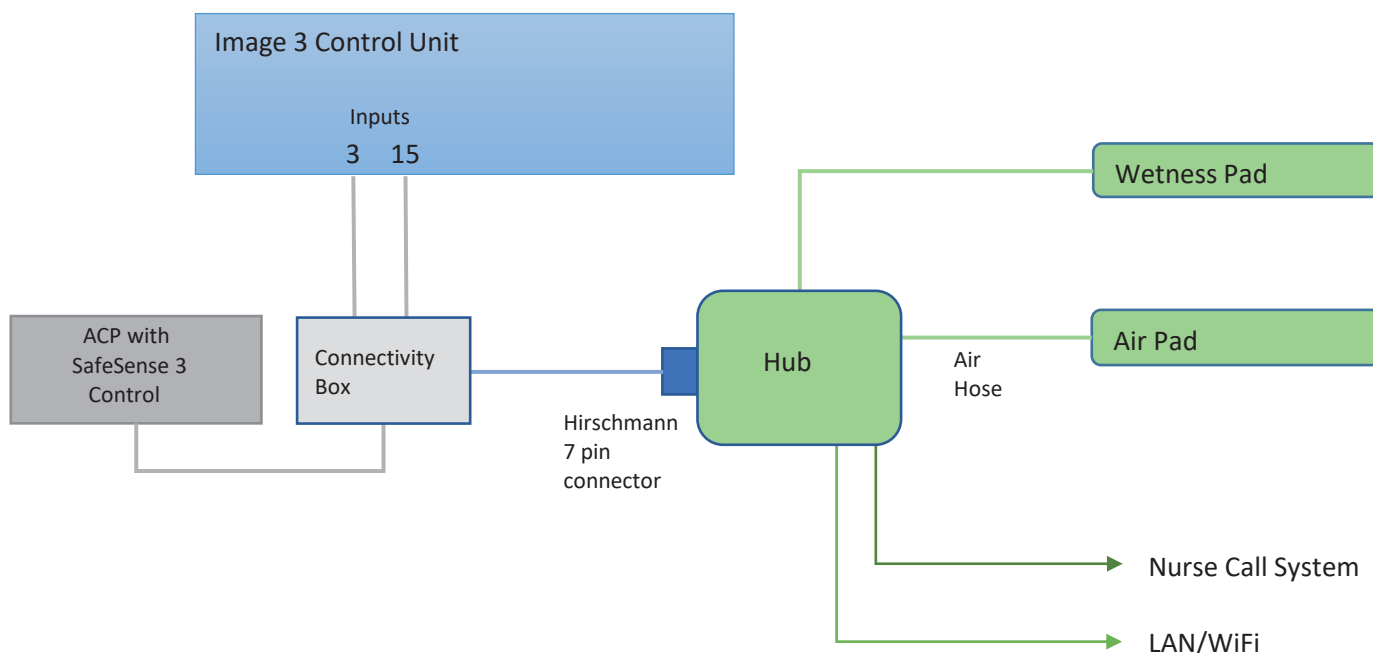 Image 3 Control Unit
Inputs
3 15
Wetness Pad
ACP with
SafeSense 3
Control
Connectivity
Box
Hub
Air Pad
Air
Hose
Hirschmann
7 pin
connector
Nurse Call System
LAN/WiFi